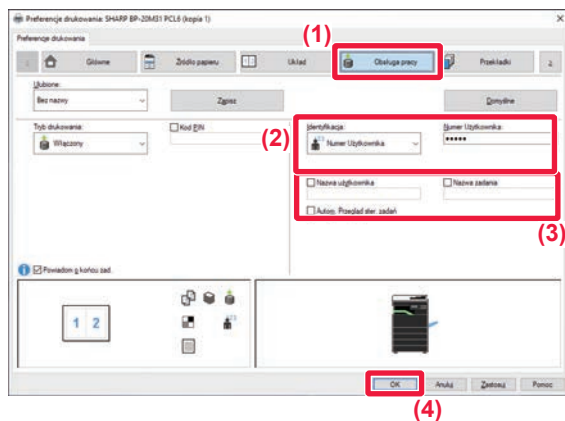 Preferencje drukowania: SHARP BP-20M31 PCL6 (kopia 1)
Preferencje drukowania
(1)
Główne
Źródło papieru
Układ
Obsługa pracy
Przekładki
Ulubione:
Bez nazwy
Zapisz
Domyślne
Tryb drukowania:
Włączony
Kod PIN
(2)
Identyfikacja:
Numer Użytkownika
Numer Użytkownika:
•••••
Nazwa użytkownika
Nazwa zadania
Autom. Przegląd ster. zadań
(3)
Powiadom o końcu zad.
1 2
OK
Anuluj
Zastosuj
Pomoc
(4)